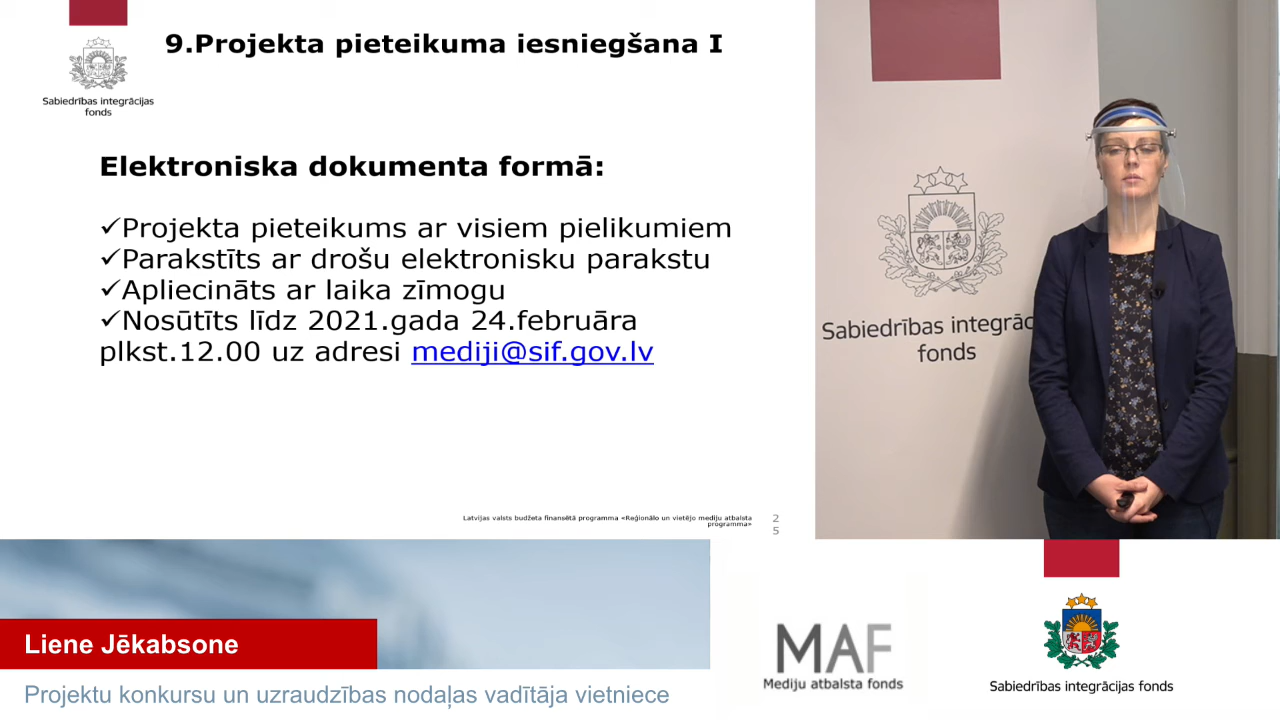 9.Projekta pieteikuma iesniegšana I
Sabiedrības integrācijas
fonds
Elektroniska dokumenta formā:
✓Projekta pieteikums ar visiem pielikumiem
✓Parakstīts ar drošu elektronisku parakstu
✓Apliecināts ar laika zīmogu
✓Nosūtīts līdz 2021.gada 24.februāra
plkst.12.00 uz adresi mediji@sif.gov.lv
Latvijas valsts budžeta finansētā programma «Reģionālo un vietējo mediju atbalsta
programma»
2
5
Sabiedrības integrāc
fonds
Liene Jēkabsone
Projektu konkursu un uzraudzības nodaļas vadītāja vietniece
MAF
Mediju atbalsta fonds
Sabiedrības integrācijas fonds